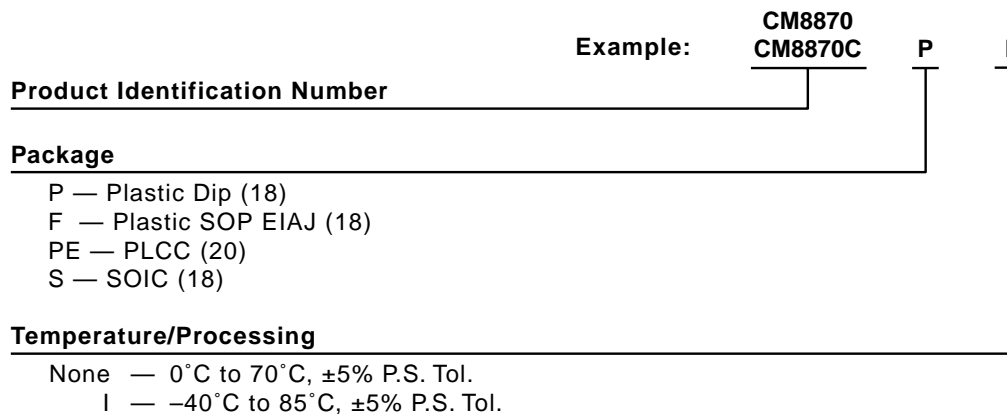 CM8870
Example: CM8870C P
Product Identification Number
Package
P — Plastic Dip (18)
F — Plastic SOP EIAJ (18)
PE — PLCC (20)
S — SOIC (18)
Temperature/Processing
None — 0˚C to 70˚C, ±5% P.S. Tol.
I — –40˚C to 85˚C, ±5% P.S. Tol.